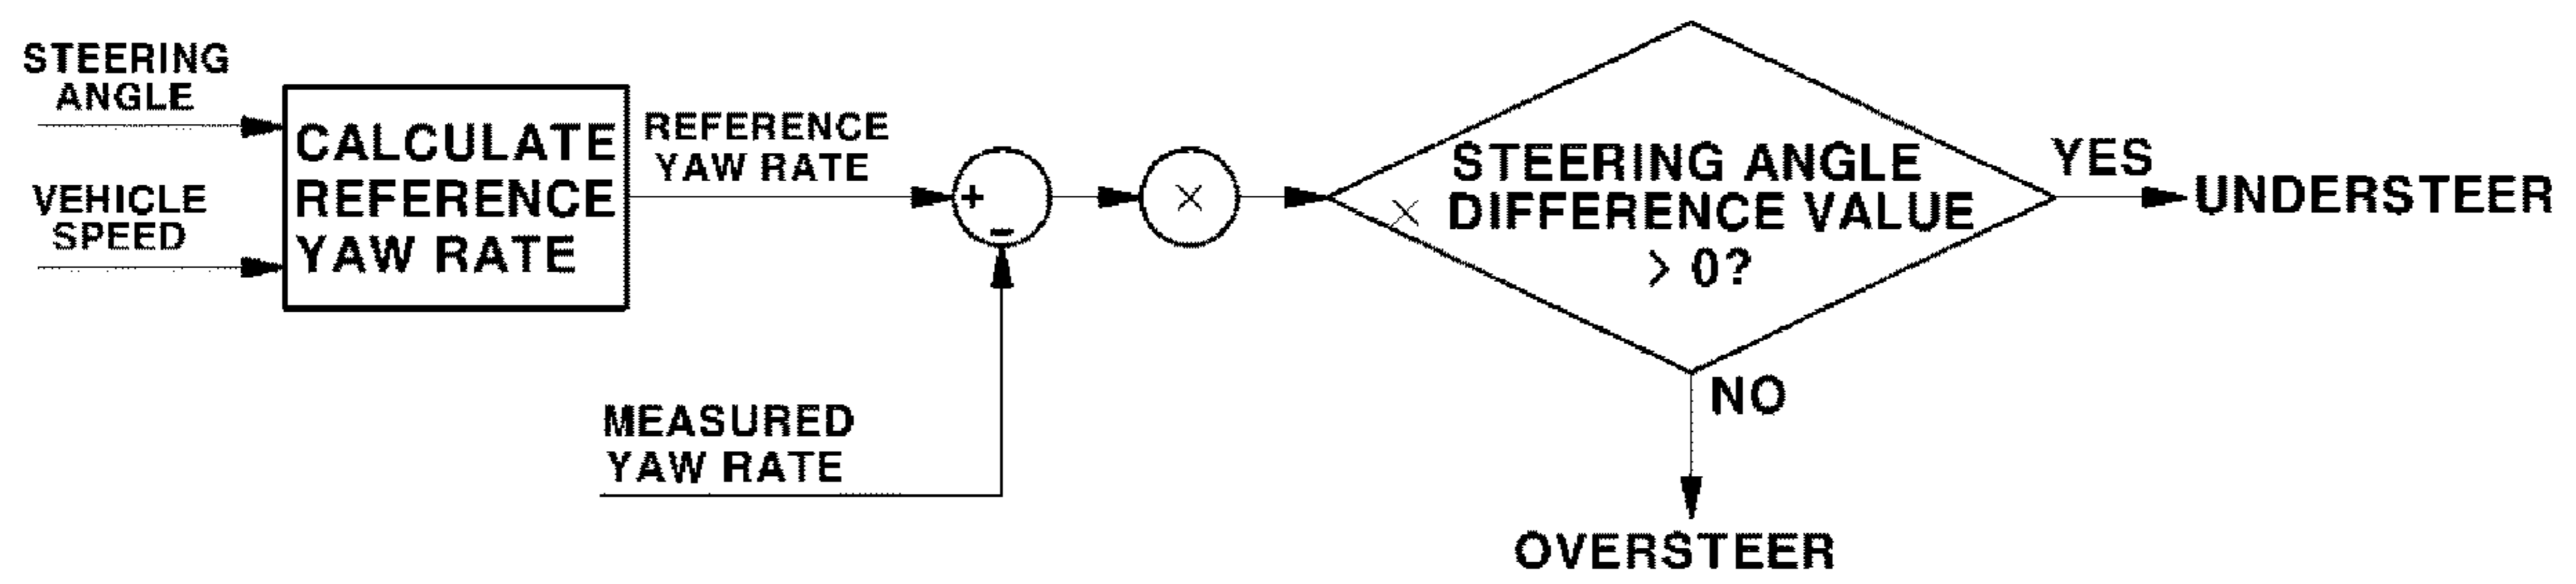 STEERING
ANGLE
VEHICLE
SPEED
CALCULATE
REFERENCE
YAW RATE
REFERENCE
YAW RATE
+
-
MEASURED
YAW RATE
×
STEERING ANGLE
× DIFFERENCE VALUE
> 0?
YES
UNDERSTEER
NO
OVERSTEER